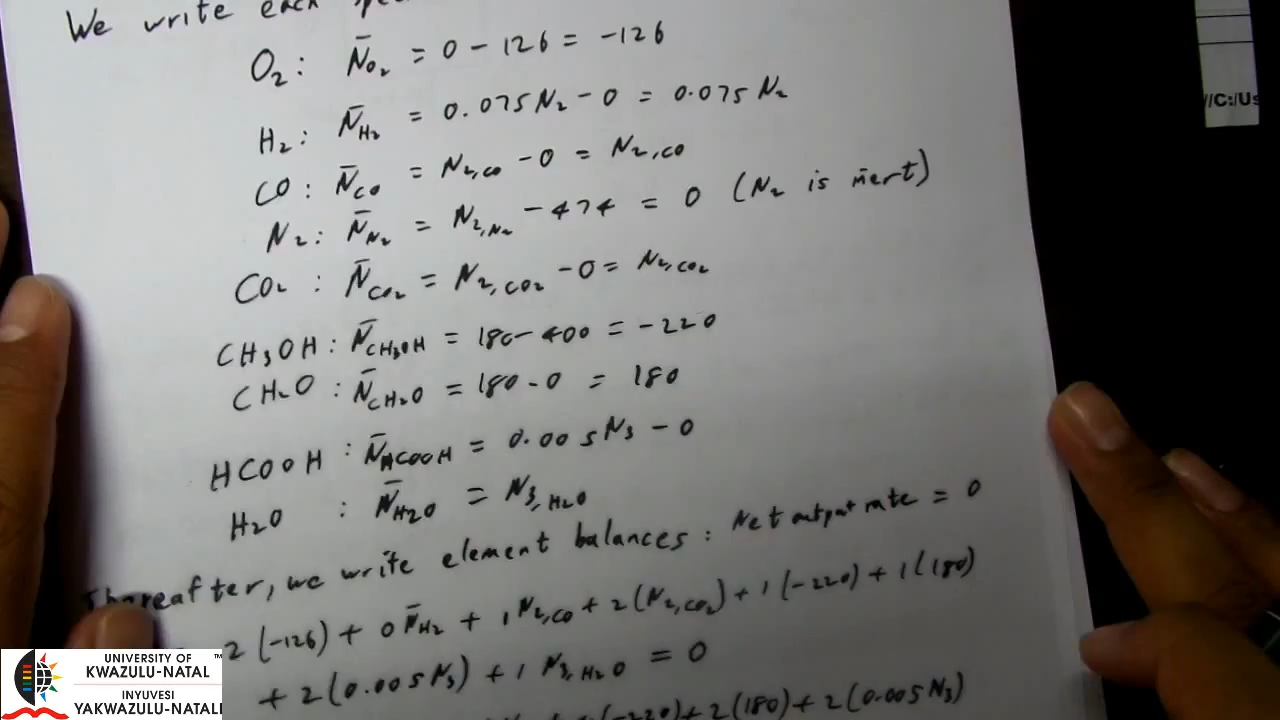 We write each
O₂ : N̄O₂ = 0 - 126 = -126
H₂ : N̄H₂ = 0.075 N₂ - 0 = 0.075 N₂
CO : N̄CO = N₂,CO - 0 = N₂,CO
N₂ : N̄N₂ = N₂,N₂ - 474 = 0 (N₂ is inert)
CO₂ : N̄CO₂ = N₂,CO₂ - 0 = N₂,CO₂
CH₃OH : N̄CH₃OH = 180 - 400 = -220
CH₂O : N̄CH₂O = 180 - 0 = 180
HCOOH : N̄HCOOH = 0.005 N₃ - 0
H₂O : N̄H₂O = N₃,H₂O
Thereafter, we write element balances : Net output rate = 0
2(-126) + 0 N̄H₂ + 1 N₂,CO + 2(N₂,CO₂) + 1(-220) + 1(180)
+ 2(0.005 N₃) + 1 N₃,H₂O = 0
(-220) + 2(180) + 2(0.005 N₃)
//C:/Us
UNIVERSITY OF ™
KWAZULU-NATAL
INYUVESI
YAKWAZULU-NATALI